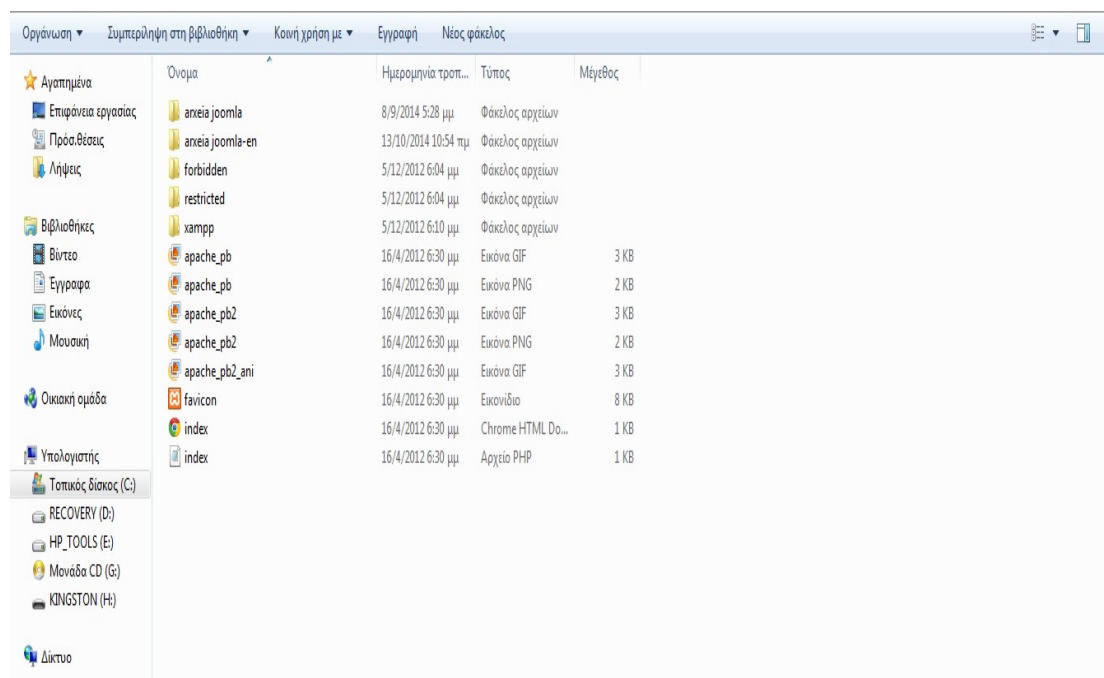 Οργάνωση Συμπερίληψη στη βιβλιοθήκη Κοινή χρήση με Εγγραφή Νέος φάκελος
Αγαπημένα
Επιφάνεια εργασίας
Πρόσ.θέσεις
Λήψεις
Βιβλιοθήκες
Βίντεο
Έγγραφα
Εικόνες
Μουσική
Οικιακή ομάδα
Υπολογιστής
Τοπικός δίσκος (C:)
RECOVERY (D:)
HP_TOOLS (E:)
Μονάδα CD (G:)
KINGSTON (H:)
Δίκτυο
Όνομα Ημερομηνία τροπ... Τύπος Μέγεθος
arxeia joomla 8/9/2014 5:28 μμ Φάκελος αρχείων
arxeia joomla-en 13/10/2014 10:54 πμ Φάκελος αρχείων
forbidden 5/12/2012 6:04 μμ Φάκελος αρχείων
restricted 5/12/2012 6:04 μμ Φάκελος αρχείων
xampp 5/12/2012 6:10 μμ Φάκελος αρχείων
apache_pb 16/4/2012 6:30 μμ Εικόνα GIF 3 KB
apache_pb 16/4/2012 6:30 μμ Εικόνα PNG 2 KB
apache_pb2 16/4/2012 6:30 μμ Εικόνα GIF 3 KB
apache_pb2 16/4/2012 6:30 μμ Εικόνα PNG 2 KB
apache_pb2_ani 16/4/2012 6:30 μμ Εικόνα GIF 3 KB
favicon 16/4/2012 6:30 μμ Εικονίδιο 8 KB
index 16/4/2012 6:30 μμ Chrome HTML Do... 1 KB
index 16/4/2012 6:30 μμ Αρχείο PHP 1 KB